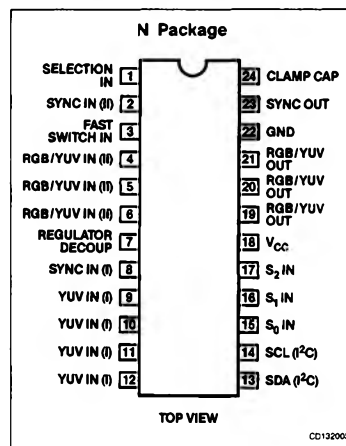 N Package
SELECTION IN 1
SYNC IN (II) 2
FAST SWITCH IN 3
RGB/YUV IN (II) 4
RGB/YUV IN (II) 5
RGB/YUV IN (II) 6
REGULATOR DECOUP 7
SYNC IN (I) 8
YUV IN (I) 9
YUV IN (I) 10
YUV IN (I) 11
YUV IN (I) 12
24 CLAMP CAP
23 SYNC OUT
22 GND
21 RGB/YUV OUT
20 RGB/YUV OUT
19 RGB/YUV OUT
18 VCC
17 S2 IN
16 S1 IN
15 S0 IN
14 SCL (I²C)
13 SDA (I²C)
TOP VIEW